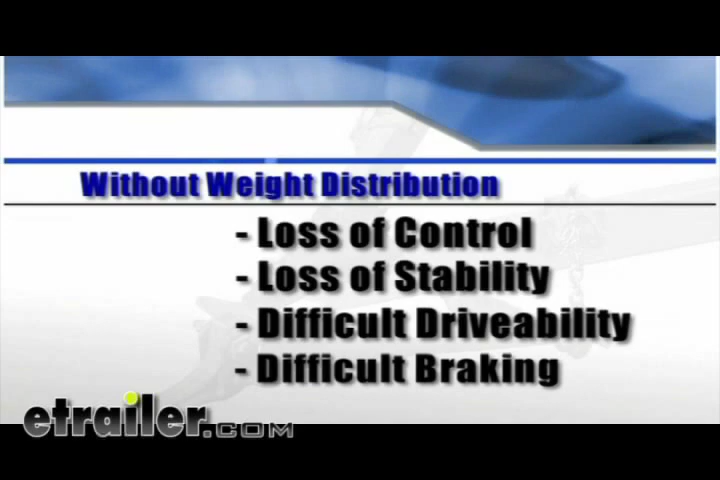 Without Weight Distribution
- Loss of Control
- Loss of Stability
- Difficult Driveability
- Difficult Braking
etrailer.com